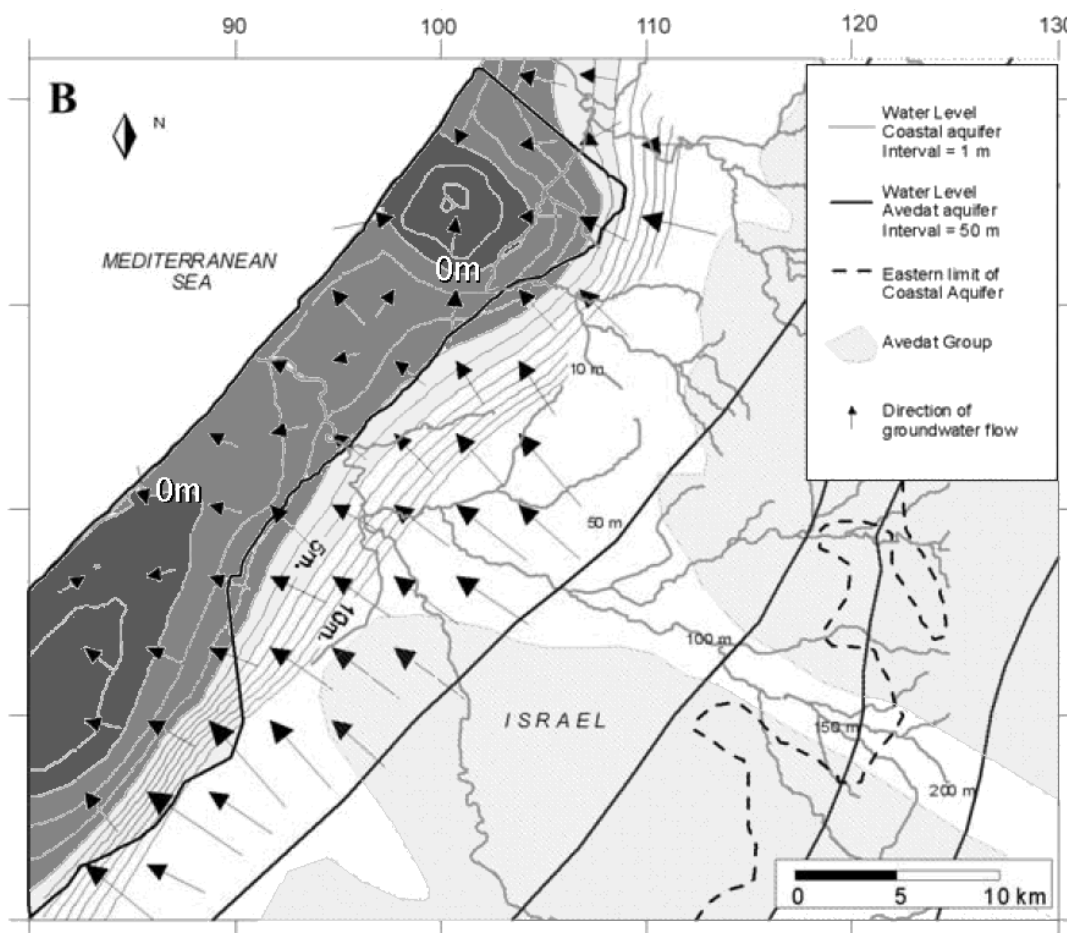 90 100 110 120 130
B
N
MEDITERRANEAN
SEA
0m
0m
10 m
50 m
5m.
10m.
100 m
150 m
200 m
ISRAEL
Water Level
Coastal aquifer
Interval = 1 m
Water Level
Avedat aquifer
Interval = 50 m
Eastern limit of
Coastal Aquifer
Avedat Group
Direction of
groundwater flow
0 5 10 km